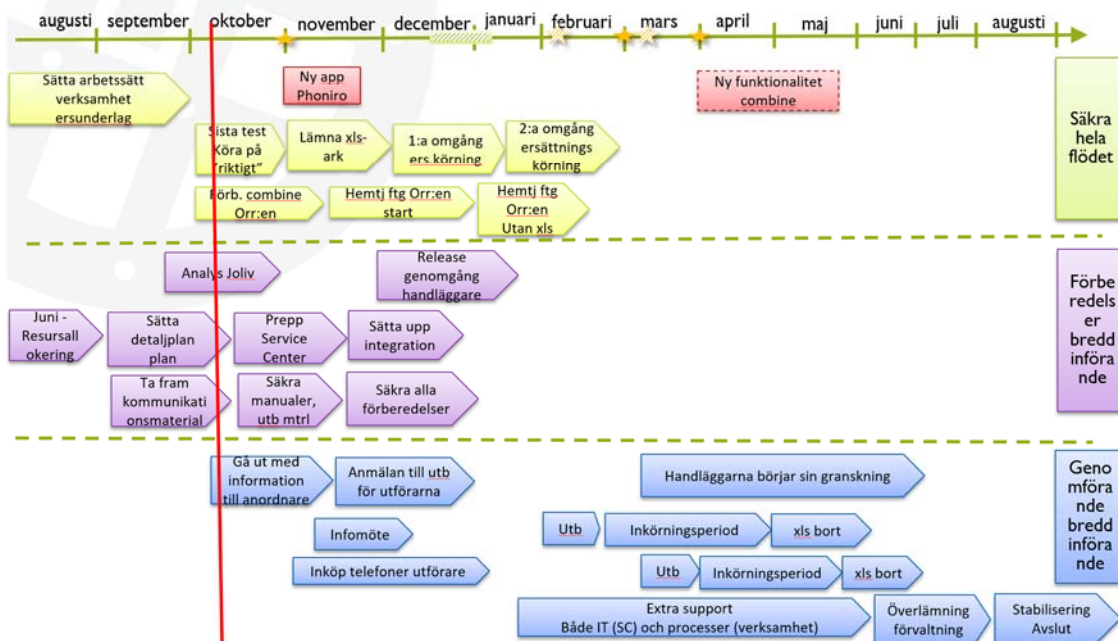 augusti september oktober november december januari februari mars april maj juni juli augusti
Sätta arbetssätt
verksamhet
ersunderlag
Ny app
Phoniro
Ny funktionalitet
combine
Säkra
hela
flödet
Sista test
Köra på
"riktigt"
Lämna xls-
ark
1:a omgång
ers.körning
2:a omgång
ersättnings
körning
Förb. combine
Orr:en
Hemtj ftg Orr:en
start
Hemtj ftg
Orr:en
Utan xls
Analys Joliv
Release
genomgång
handläggare
Förbe
redels
er
bredd
införa
nde
Juni -
Resursall
okering
Sätta
detaljplan
plan
Prepp
Service
Center
Sätta upp
integration
Ta fram
kommunikati
onsmaterial
Säkra
manualer,
utb mtrl
Säkra alla
förberedelser
Gå ut med
information
till anordnare
Anmälan till utb
för utförarna
Handläggarna börjar sin granskning
Geno
mföra
nde
bredd
införa
nde
Infomöte
Utb
Inkörningsperiod
xls bort
Inköp telefoner utförare
Utb
Inkörningsperiod
xls bort
Extra support
Både IT (SC) och processer (verksamhet)
Överlämning
förvaltning
Stabilisering
Avslut